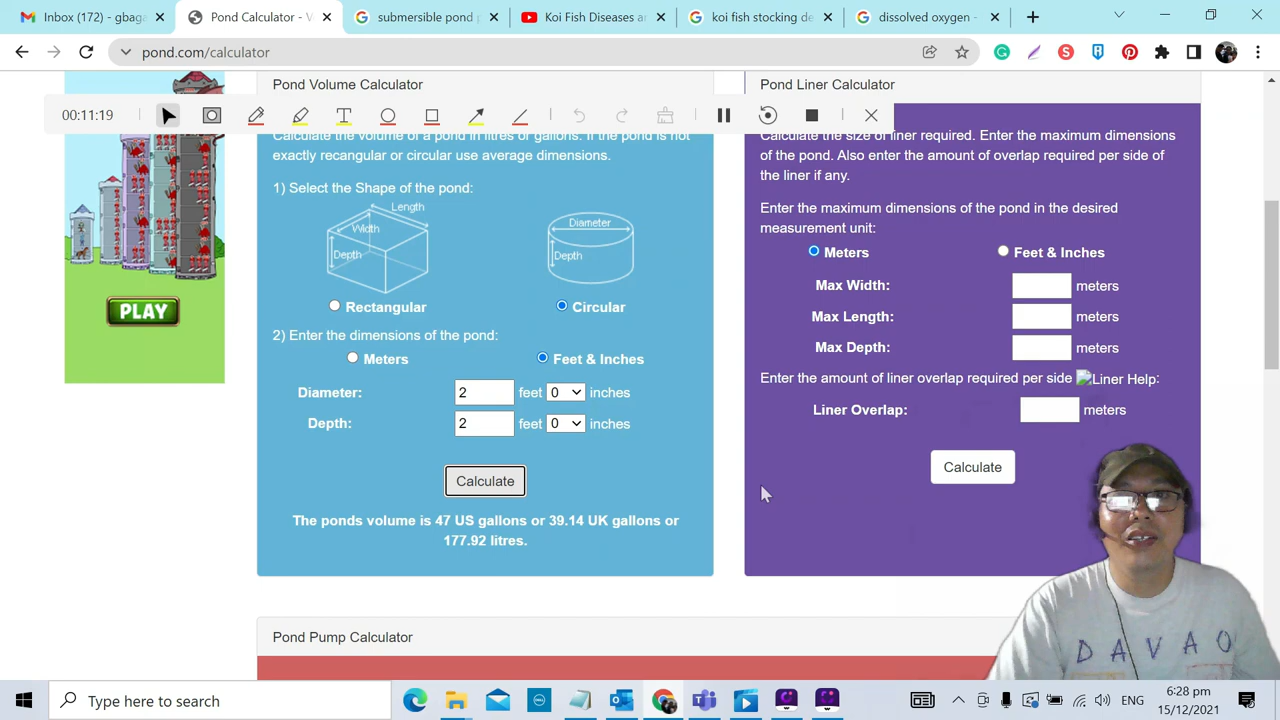 Inbox (11,119) - gbaga
Pond Calculator - V
submersible pond
Koi Fish Diseases a
koi fish stocking de
dissolved oxygen -
pond.com/calculator
Pond Volume Calculator
Pond Liner Calculator
00:11:19
Calculate the volume of a pond in litres or gallons. If the pond is not
exactly rectangular or circular use average dimensions.
1) Select the Shape of the pond:
Length
Width
Depth
Diameter
Depth
Rectangular
Circular
2) Enter the dimensions of the pond:
Meters
Feet & Inches
Diameter: 2 feet 0 inches
Depth: 2 feet 0 inches
Calculate
The ponds volume is 47 US gallons or 39.14 UK gallons or
177.92 litres.
Calculate the size of liner required. Enter the maximum dimensions
of the pond. Also enter the amount of overlap required per side of
the liner if any.
Enter the maximum dimensions of the pond in the desired
measurement unit:
Meters
Feet & Inches
Max Width: meters
Max Length: meters
Max Depth: meters
Enter the amount of liner overlap required per side Liner Help:
Liner Overlap: meters
Calculate
PLAY
Pond Pump Calculator
DAVAO
Type here to search
ENG
6:28 pm
15/12/2021